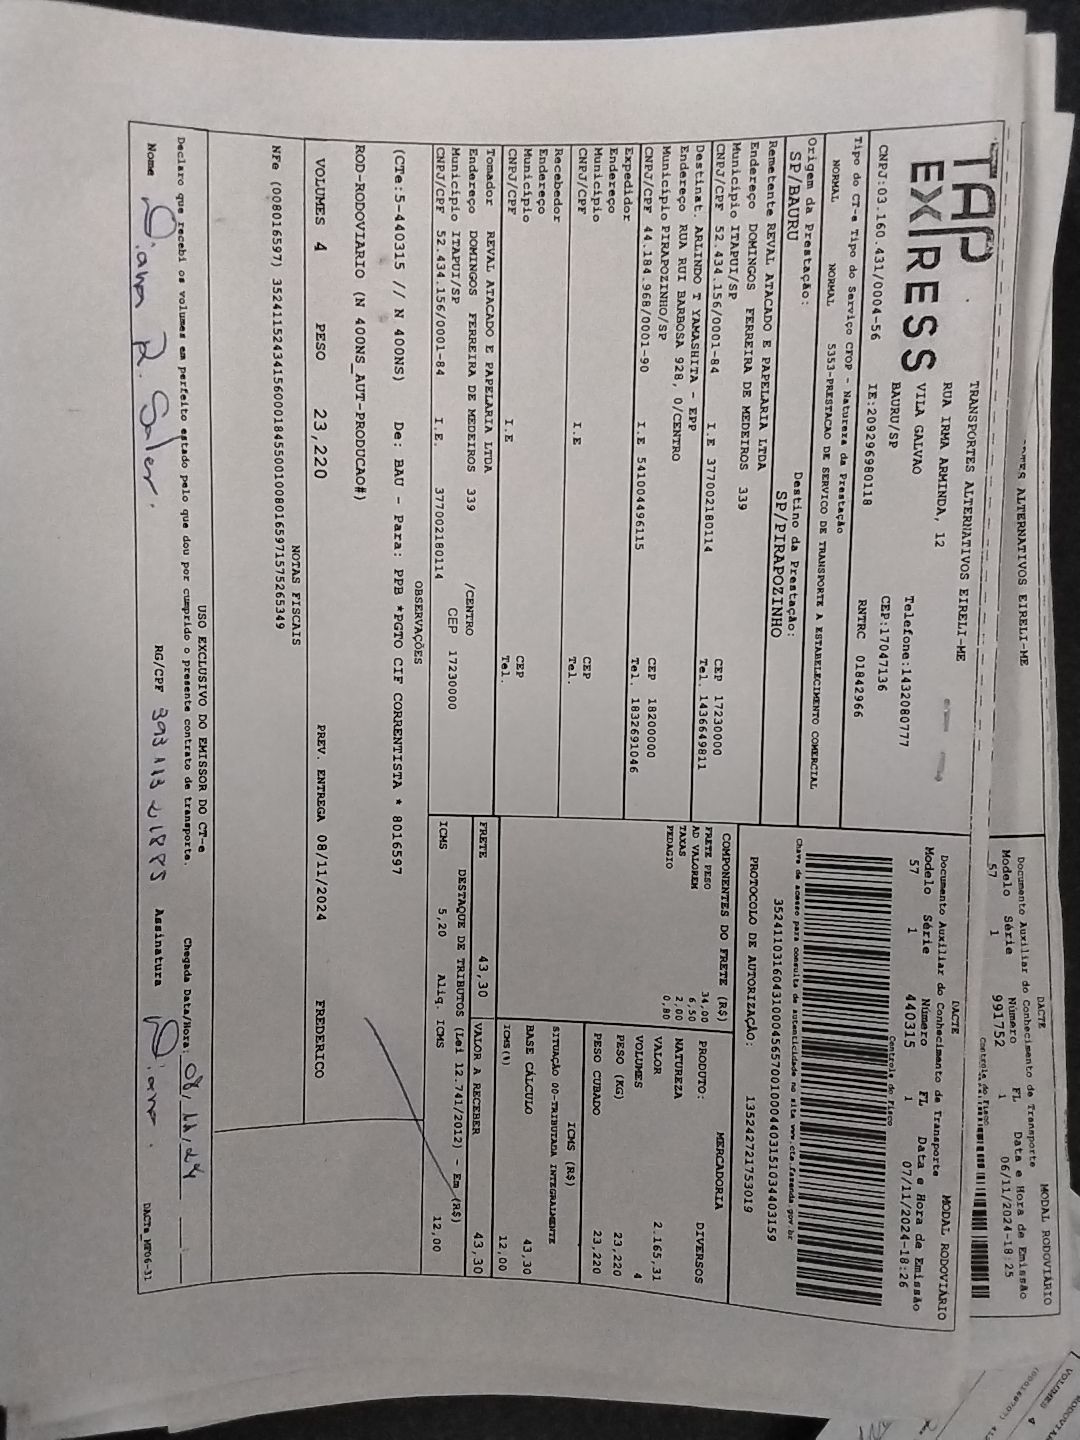 RTES ALTERNATIVOS EIRELI-ME
DACTE MODAL RODOVIÁRIO
Documento Auxiliar do Conhecimento de Transporte
Modelo Série Número FL Data e Hora de Emissão
57 1 991752 1 06/11/2024-18:25
Controle do Fisco
TAP
EXPRESS
TRANSPORTES ALTERNATIVOS EIRELI-ME
RUA IRMA ARMINDA, 12
VILA GALVAO
BAURU/SP
Telefone:1432080777
CEP:17047136
CNPJ:03.160.431/0004-56 IE:209296980118 RNTRC 01842966
DACTE MODAL RODOVIÁRIO
Documento Auxiliar do Conhecimento de Transporte
Modelo Série Número FL Data e Hora de Emissão
57 1 440315 1 07/11/2024-18:26
Controle do Fisco
Tipo do CT-e Tipo do Serviço CFOP - Natureza da Prestação
NORMAL NORMAL 5353-PRESTACAO DE SERVICO DE TRANSPORTE A ESTABELECIMENTO COMERCIAL
Chave de acesso para consulta de autenticidade no site www.cte.fazenda.gov.br
35241103160431000456570010004403151034403159
PROTOCOLO DE AUTORIZAÇÃO: 135242721753019
Origem da Prestação: Destino da Prestação:
SP/BAURU SP/PIRAPOZINHO
Remetente REVAL ATACADO E PAPELARIA LTDA
Endereço DOMINGOS FERREIRA DE MEDEIROS 339
Município ITAPUI/SP CEP 17230000
CNPJ/CPF 52.434.156/0001-84 I.E 377002180114 Tel. 1436649811
Destinat. ARLINDO T YAMASHITA - EPP
Endereço RUA RUI BARBOSA 928, 0/CENTRO
Município PIRAPOZINHO/SP CEP 18200000
CNPJ/CPF 44.184.968/0001-90 I.E 541004496115 Tel. 1832691046
Expedidor
Endereço
Município CEP
CNPJ/CPF I.E Tel.
Recebedor
Endereço
Município CEP
CNPJ/CPF I.E Tel.
Tomador REVAL ATACADO E PAPELARIA LTDA
Endereço DOMINGOS FERREIRA DE MEDEIROS 339 /CENTRO
Município ITAPUI/SP CEP 17230000
CNPJ/CPF 52.434.156/0001-84 I.E. 377002180114
COMPONENTES DO FRETE (R$)
FRETE PESO 34,00
AD VALOREM 6,50
TAXAS 2,00
PEDAGIO 0,80
MERCADORIA
PRODUTO: DIVERSOS
NATUREZA
VALOR 2.165,31
VOLUMES 4
PESO (KG) 23,220
PESO CUBADO 23,220
ICMS (R$)
SITUAÇÃO 00-TRIBUTADA INTEGRALMENTE
BASE CÁLCULO 43,30
ICMS(%) 12,00
FRETE 43,30 VALOR A RECEBER 43,30
DESTAQUE DE TRIBUTOS (Lei 12.741/2012) - Em (R$)
ICMS 5,20 Aliq. ICMS 12,00
OBSERVAÇÕES
(CTe:5-440315 // N 400NS) De: BAU - Para: PPB *PGTO CIF CORRENTISTA * 8016597
ROD-RODOVIARIO (N 400NS_AUT-PRODUCAO#)
VOLUMES 4 PESO 23,220 PREV. ENTREGA 08/11/2024 FREDERICO
NOTAS FISCAIS
NFe (008016597) 35241152434156000184550010080165971575265349
USO EXCLUSIVO DO EMISSOR DO CT-e
Declaro que recebi os volumes em perfeito estado pelo que dou por cumprido o presente contrato de transporte. Chegada Data/Hora: 08/11/24
Nome RG/CPF Assinatura
DACTe_MP06-31
VOLUMES 4